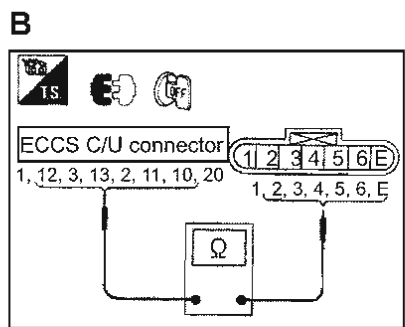 B
T.S.
OFF
ECCS C/U connector
1 2 3 4 5 6 E
1, 12, 3, 13, 2, 11, 10, 20
1, 2, 3, 4, 5, 6, E
Ω